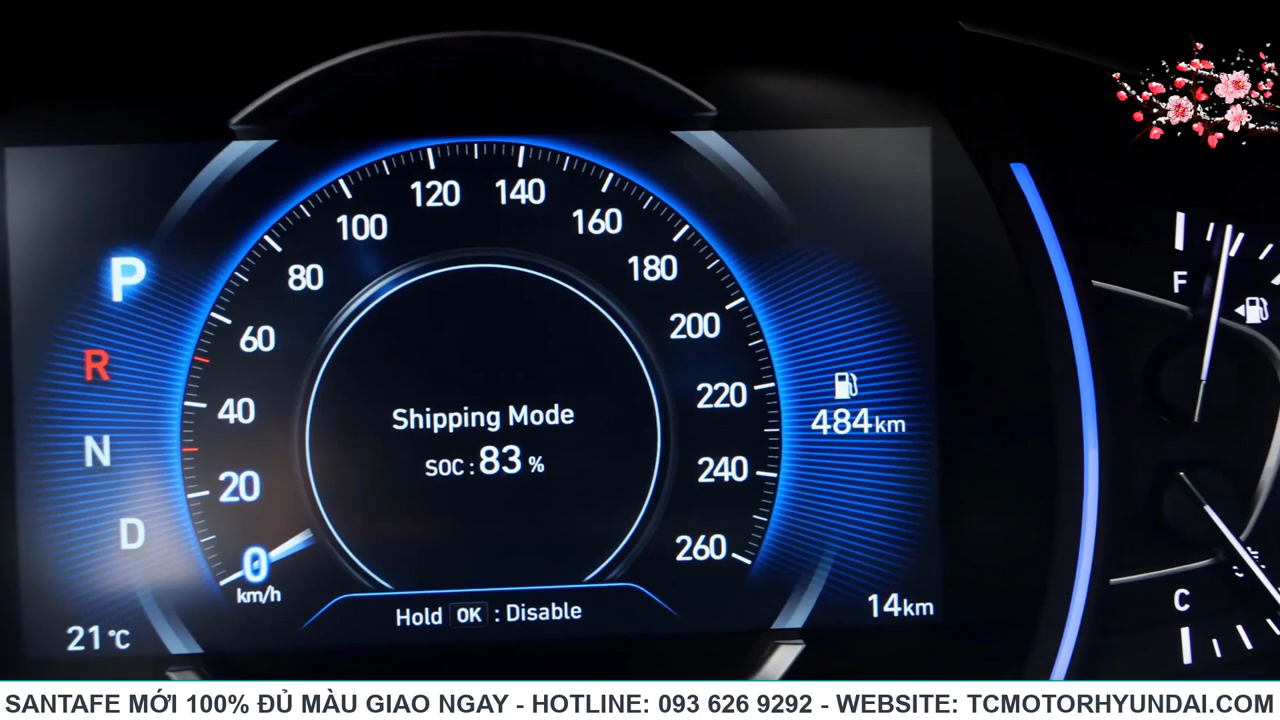 P
R
N
D
0
20
40
60
80
100
120
140
160
180
200
220
240
260
km/h
Shipping Mode
SOC : 83 %
Hold OK : Disable
484km
21°C
14km
F
C
SANTAFE MỚI 100% ĐỦ MÀU GIAO NGAY - HOTLINE: 093 626 9292 - WEBSITE: TCMOTORHYUNDAI.COM